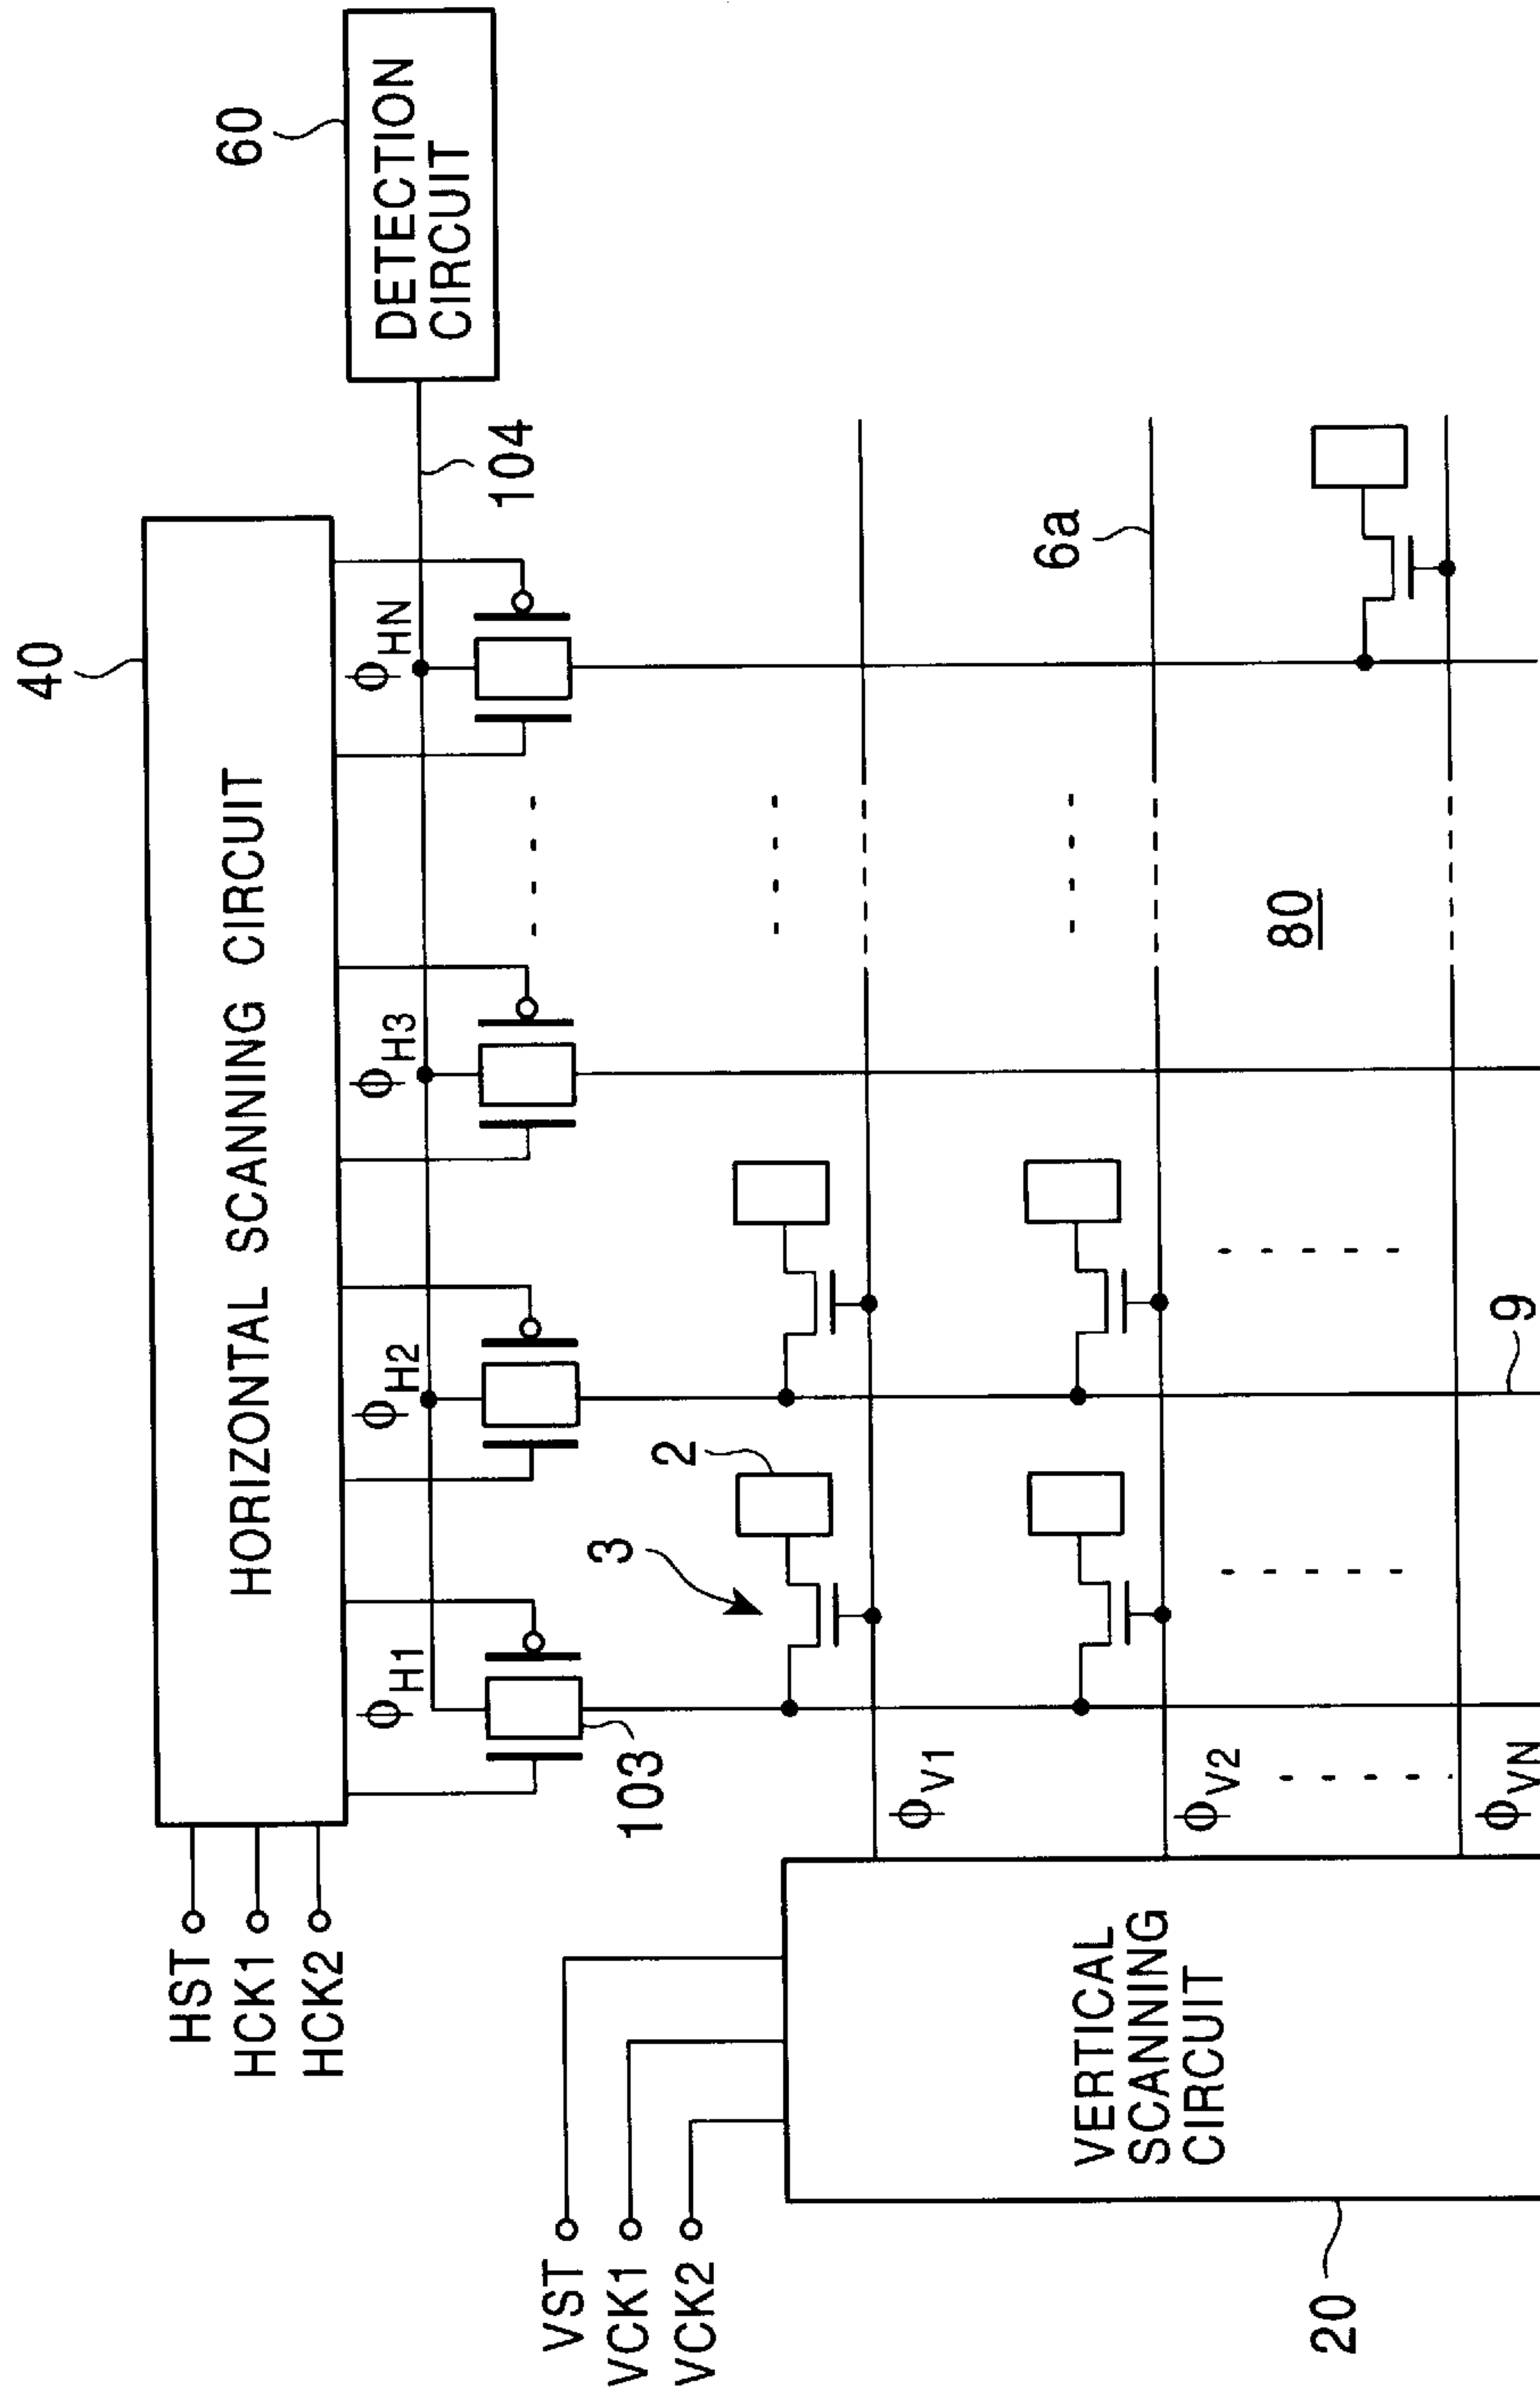 40
HORIZONTAL SCANNING CIRCUIT
60
DETECTION
CIRCUIT
HST
HCK1
HCK2
ΦH1
ΦH2
ΦH3
ΦHN
104
103
3
2
VST
VCK1
VCK2
ΦV1
6a
ΦV2
80
VERTICAL
SCANNING
CIRCUIT
20
ΦVN
9